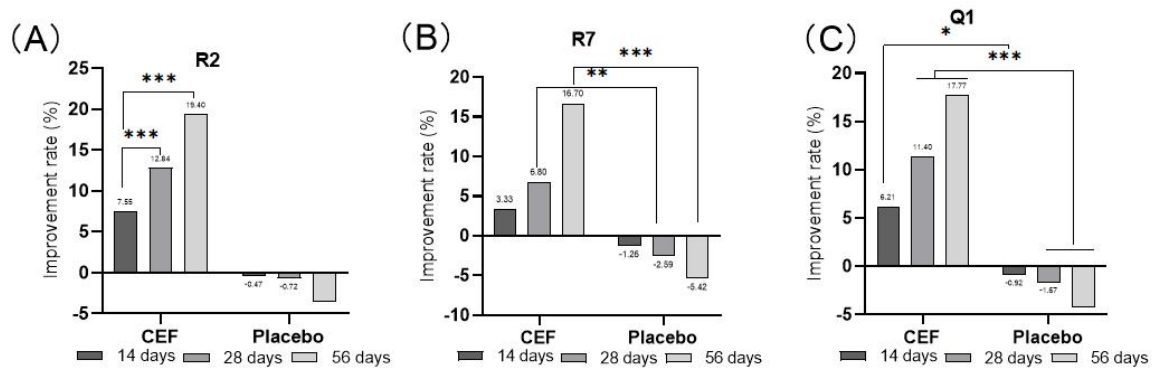 (A)
R2
Improvement rate (%)
25
20
15
10
5
0
-5
***
***
7.55
12.84
19.40
-0.47
-0.72
CEF
Placebo
14 days 28 days 56 days
(B)
R7
Improvement rate (%)
20
15
10
5
0
-5
-10
***
**
3.33
6.80
16.70
-1.26
-2.59
-5.42
CEF
Placebo
14 days 28 days 56 days
(C)
Q1
Improvement rate (%)
20
15
10
5
0
-5
*
***
6.21
11.40
17.77
-0.92
-1.67
CEF
Placebo
14 days 28 days 56 days